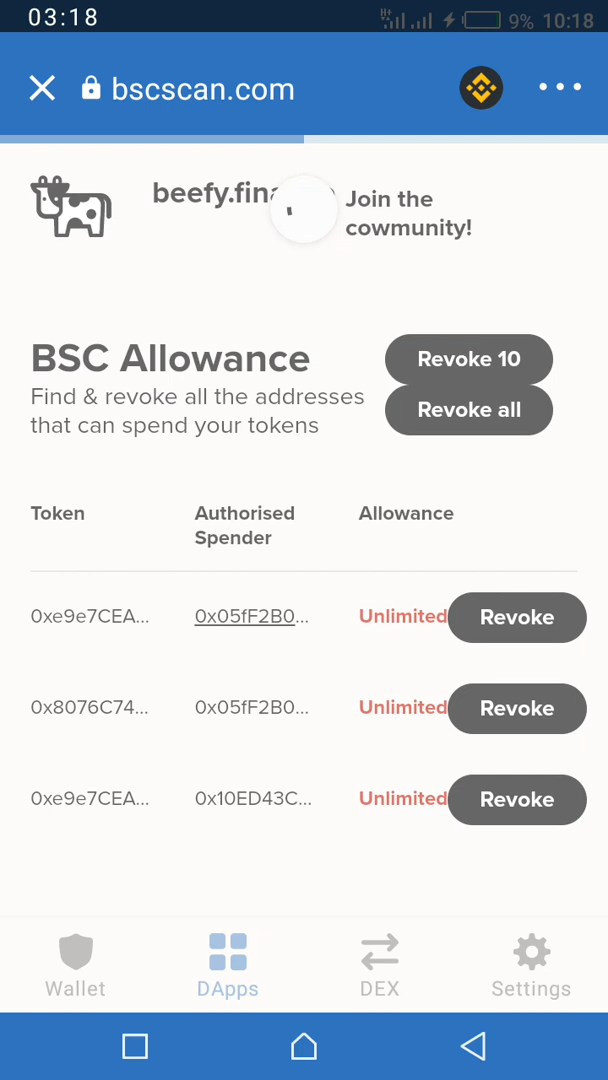 03:18
9% 10:18
bscscan.com
beefy.fina
Join the
cowmunity!
BSC Allowance
Revoke 10
Find & revoke all the addresses
that can spend your tokens
Revoke all
Token
Authorised
Spender
Allowance
0xe9e7CEA... 0x05fF2B0... Unlimited Revoke
0x8076C74... 0x05fF2B0... Unlimited Revoke
0xe9e7CEA... 0x10ED43C... Unlimited Revoke
Wallet DApps DEX Settings